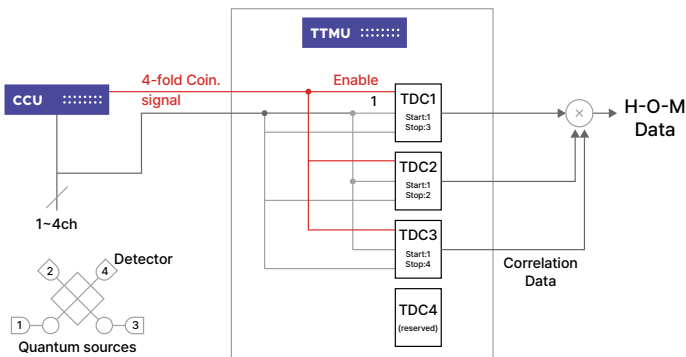 TTMU
CCU
4-fold Coin.
signal
Enable
1
TDC1
Start:1
Stop:3
H-O-M
Data
TDC2
Start:1
Stop:2
1~4ch
TDC3
Start:1
Stop:4
Correlation
Data
Detector
2
4
1
3
Quantum sources
TDC4
(reserved)